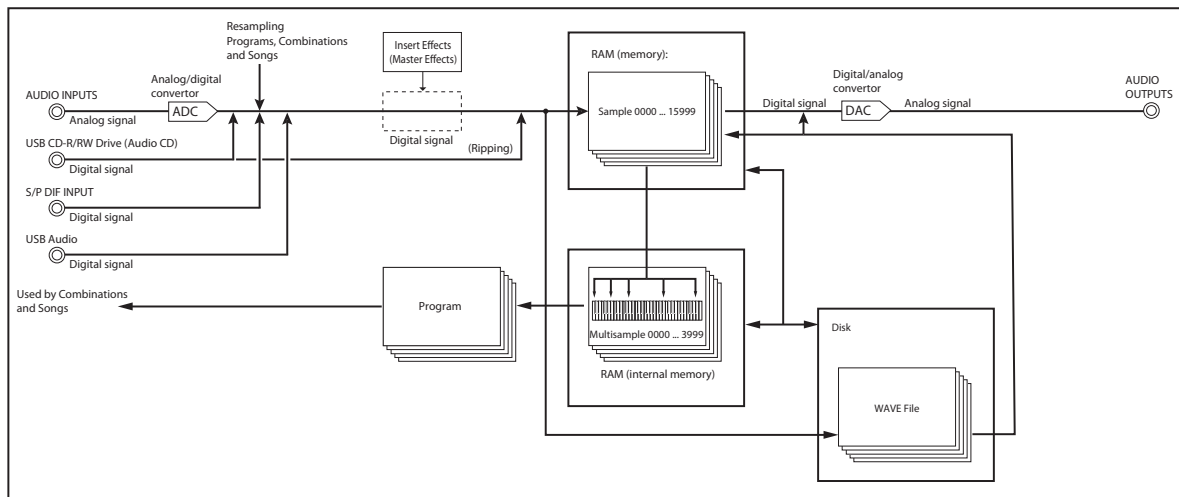 Resampling
Programs, Combinations
and Songs
Insert Effects
(Master Effects)
RAM (memory):
Analog/digital
convertor
Digital/analog
convertor
AUDIO
OUTPUTS
AUDIO INPUTS
ADC
Sample 0000 ... 15999
Digital signal
DAC
Analog signal
Analog signal
Digital signal
USB CD-R/RW Drive (Audio CD)
(Ripping)
Digital signal
S/P DIF INPUT
Digital signal
USB Audio
Digital signal
Used by Combinations
and Songs
Program
Multisample 0000 ... 3999
RAM (internal memory)
Disk
WAVE File